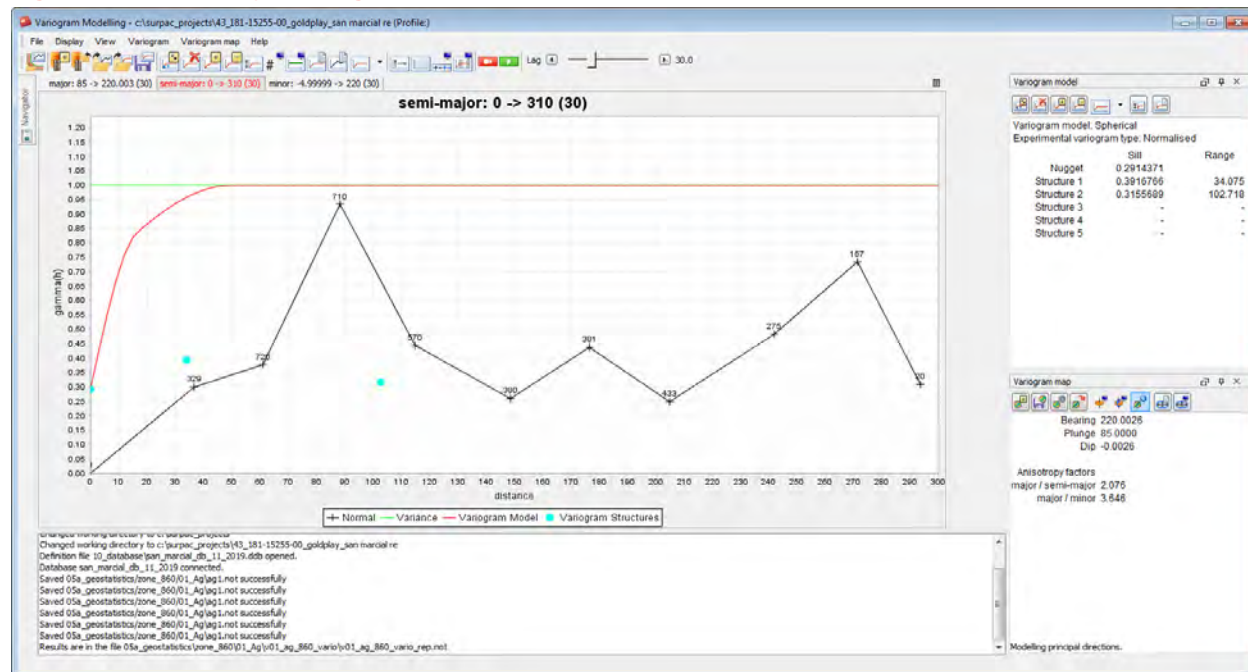 Variogram Modelling - c:\surpac_projects\43_181-15255-00_goldplay_san marcial re (Profile:)
File Display View Variogram Variogram map Help
Lag 30.0
Navigator
major: 85 -> 220.003 (30) semi-major: 0 -> 310 (30) minor: -4.99999 -> 220 (30)
semi-major: 0 -> 310 (30)
gamma(h)
1.20
1.15
1.10
1.05
1.00
0.95
0.90
0.85
0.80
0.75
0.70
0.65
0.60
0.55
0.50
0.45
0.40
0.35
0.30
0.25
0.20
0.15
0.10
0.05
0.00
329
710
570
433
275
20
0 10 20 30 40 50 60 70 80 90 100 110 120 130 140 150 160 170 180 190 200 210 220 230 240 250 260 270 280 290 300
distance
Normal Variance Variogram Model Variogram Structures
Variogram model
Variogram model: Spherical
Experimental variogram type: Normalised
Sill Range
Nugget 0.2914371
Structure 1 0.3916766 34.075
Structure 2 0.3155689 102.718
Structure 3 - -
Structure 4 - -
Structure 5 - -
Variogram map
Bearing 220.0026
Plunge 85.0000
Dip -0.0026
Anisotropy factors
major / semi-major 2.076
major / minor 3.646
Modelling principal directions.
Changed working directory to c:\surpac_projects
Changed working directory to c:\surpac_projects\43_181-15255-00_goldplay_san marcial re
Definition file 10_database\san_marcial_db_11_2019.ddb opened.
Database san_marcial_db_11_2019 connected.
Saved 05a_geostatistics/zone_860/01_Ag\ag1.not successfully
Saved 05a_geostatistics/zone_860/01_Ag\ag1.not successfully
Saved 05a_geostatistics/zone_860/01_Ag\ag1.not successfully
Saved 05a_geostatistics/zone_860/01_Ag\ag1.not successfully
Saved 05a_geostatistics/zone_860/01_Ag\ag1.not successfully
Saved 05a_geostatistics/zone_860/01_Ag\ag1.not successfully
Results are in the file 05a_geostatistics\zone_860\01_Ag\v01_ag_860_vario\v01_ag_860_vario_rep.not